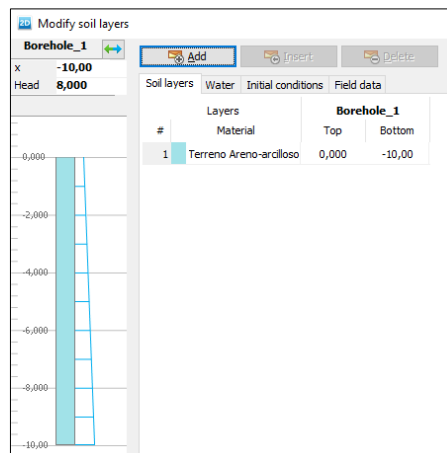 2D Modify soil layers
Borehole_1
x -10,00
Head 8,000
Add Insert Delete
Soil layers Water Initial conditions Field data
Layers Borehole_1
# Material Top Bottom
1 Terreno Areno-arcilloso 0,000 -10,00
0,000
-2,000
-4,000
-6,000
-8,000
-10,00